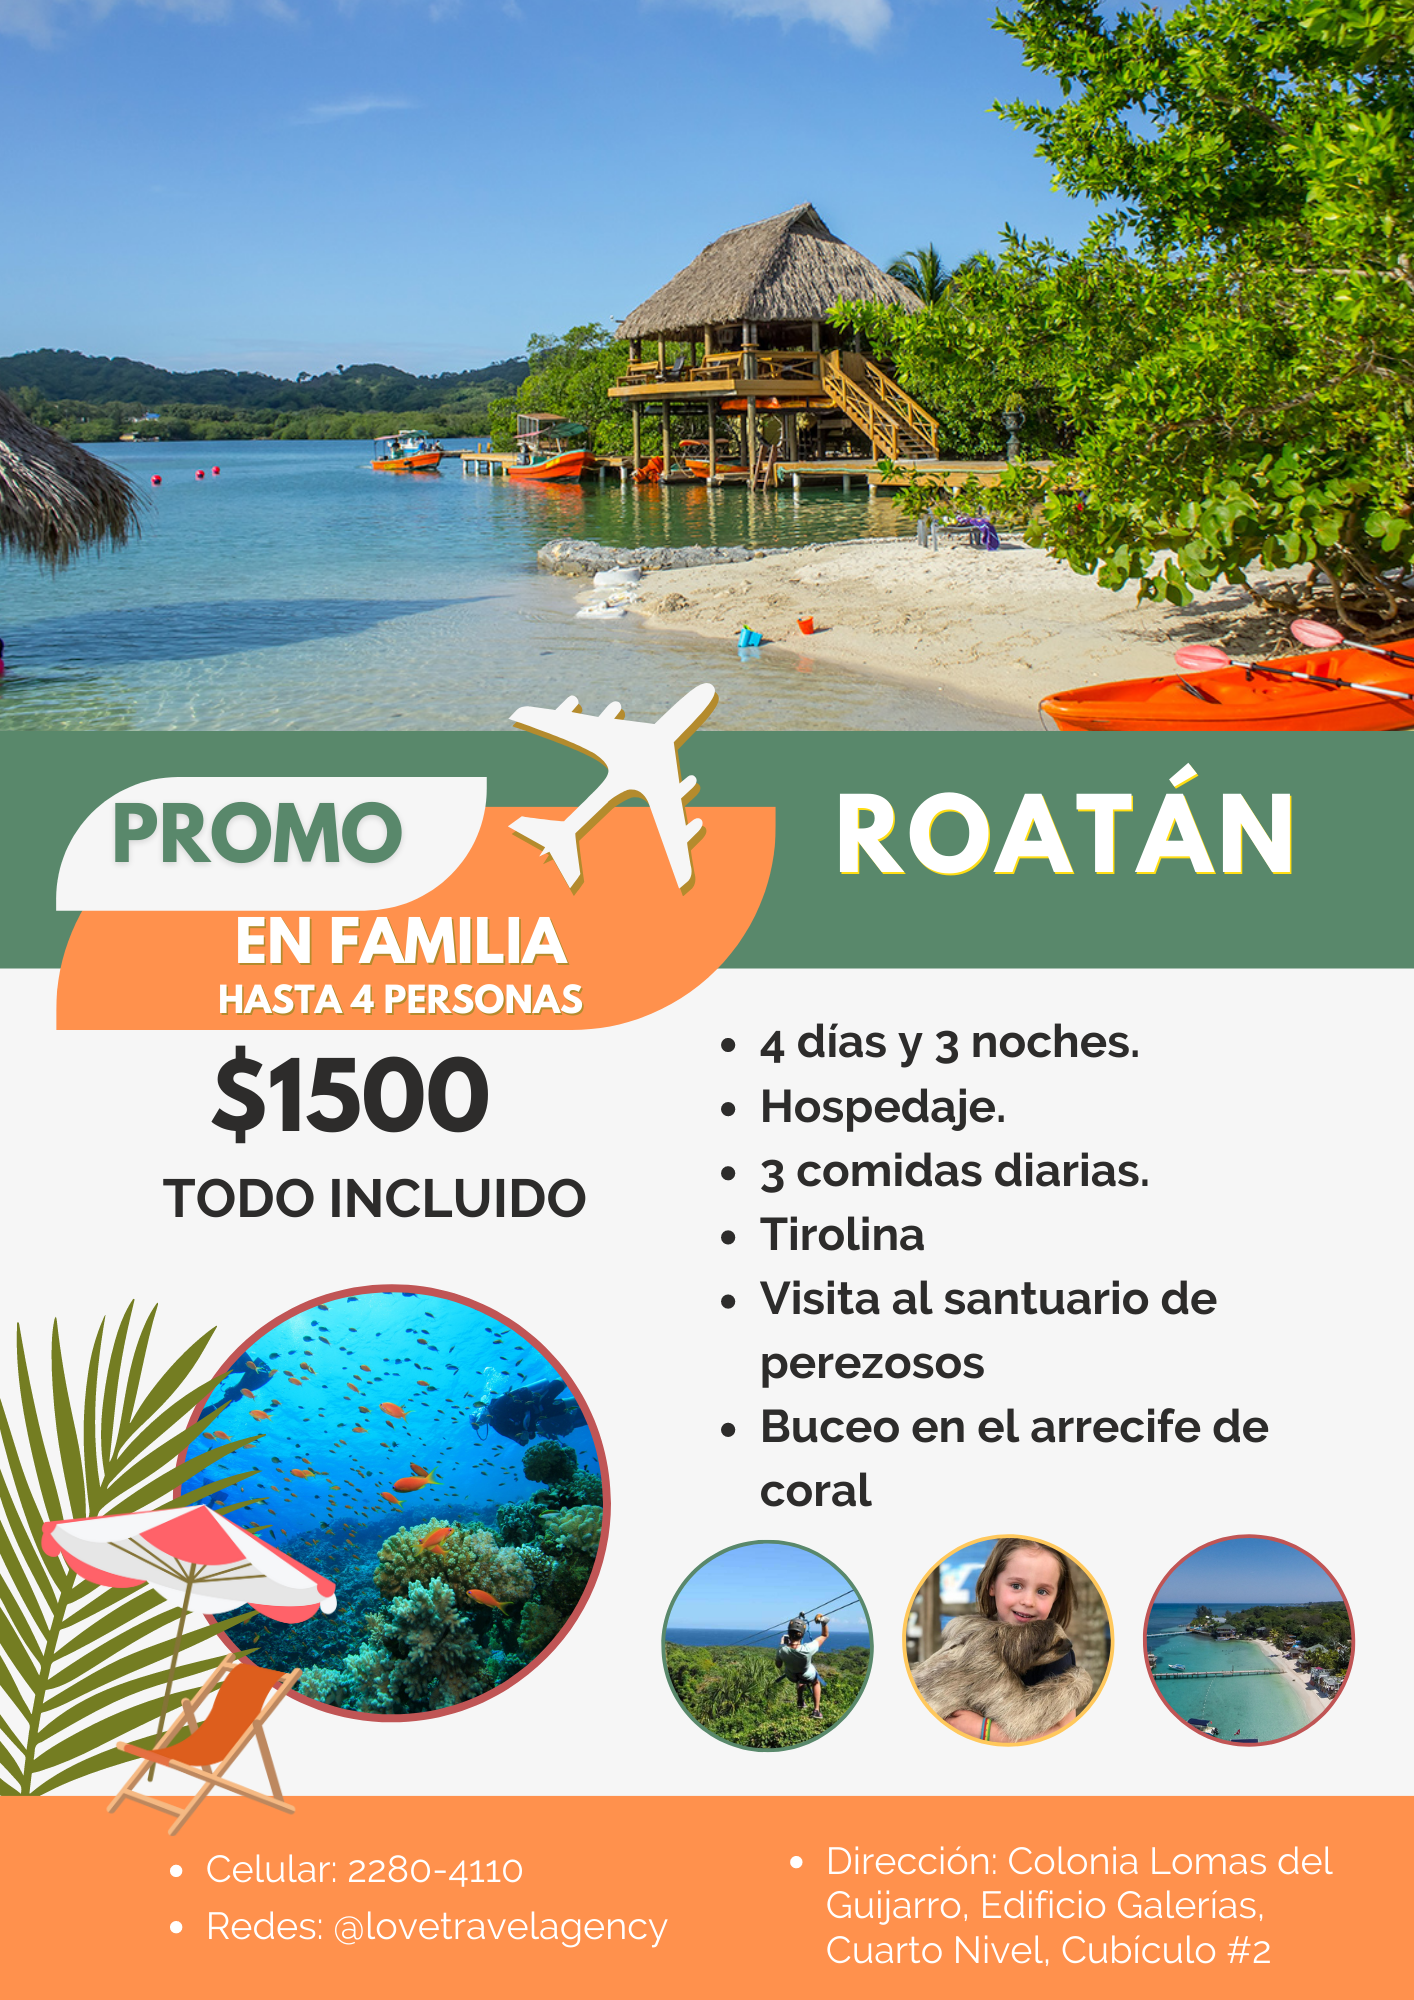 PROMO
ROATÁN
EN FAMILIA
HASTA 4 PERSONAS
$1500
TODO INCLUIDO
• 4 días y 3 noches.
• Hospedaje.
• 3 comidas diarias.
• Tirolina
• Visita al santuario de
perezosos
• Buceo en el arrecife de
coral
• Celular: 2280-4110
• Redes: @lovetravelagency
• Dirección: Colonia Lomas del
Guijarro, Edificio Galerías,
Cuarto Nivel, Cubículo #2